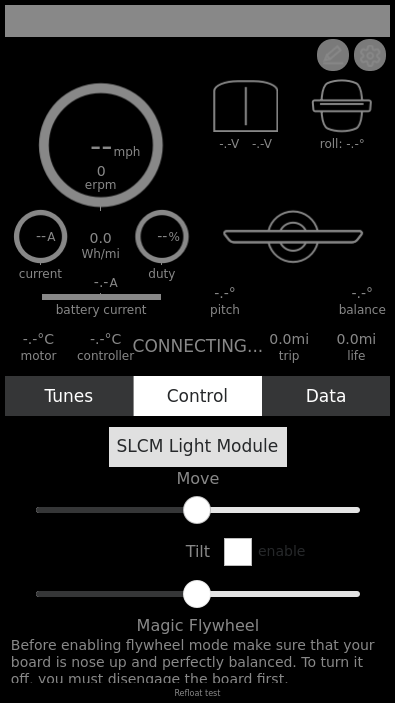 -- mph
0
erpm
-.-V -.-V
roll: -.-°
--A
current
0.0
Wh/mi
--%
duty
-.-A
battery current
-.-°
pitch
-.-°
balance
-.-°C
motor
-.-°C
controller
CONNECTING...
0.0mi
trip
0.0mi
life
Tunes Control Data
SLCM Light Module
Move
Tilt enable
Magic Flywheel
Before enabling flywheel mode make sure that your
board is nose up and perfectly balanced. To turn it
off, you must disengage the board first.
Refloat test